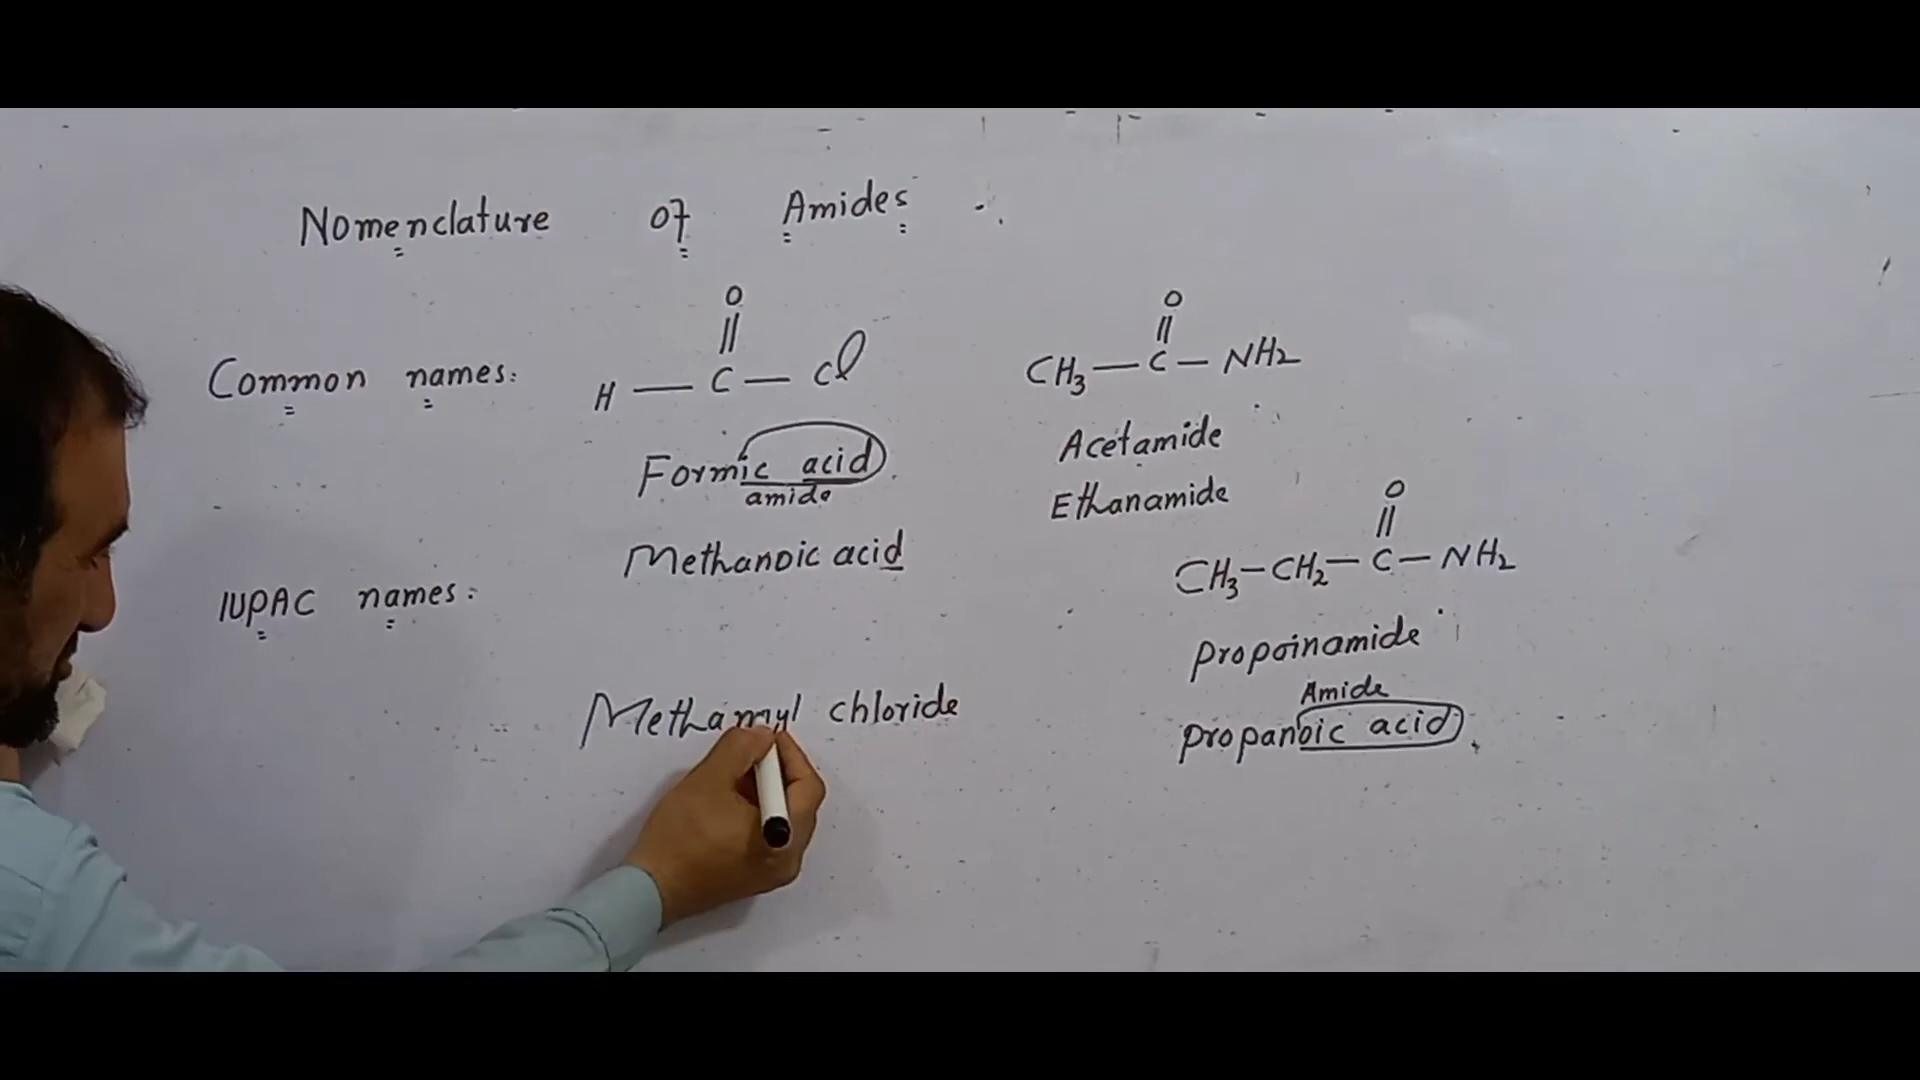 Nomenclature of Amides
O
||
H — C — Cl
O
||
CH3 — C — NH2
Common names:
Formic acid
amide
Acetamide
Ethanamide
Methanoic acid
O
||
CH3 — CH2 — C — NH2
IUPAC names:
Propoinamide
Amide
Propanoic acid
chloride